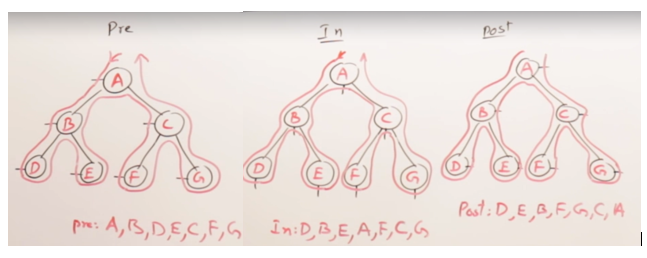 Pre
A
B
C
D
E
F
G
pre: A, B, D, E, C, F, G
In
A
B
C
D
E
F
G
In: D, B, E, A, F, C, G
Post
A
B
C
D
E
F
G
Post: D, E, B, F, G, C, A